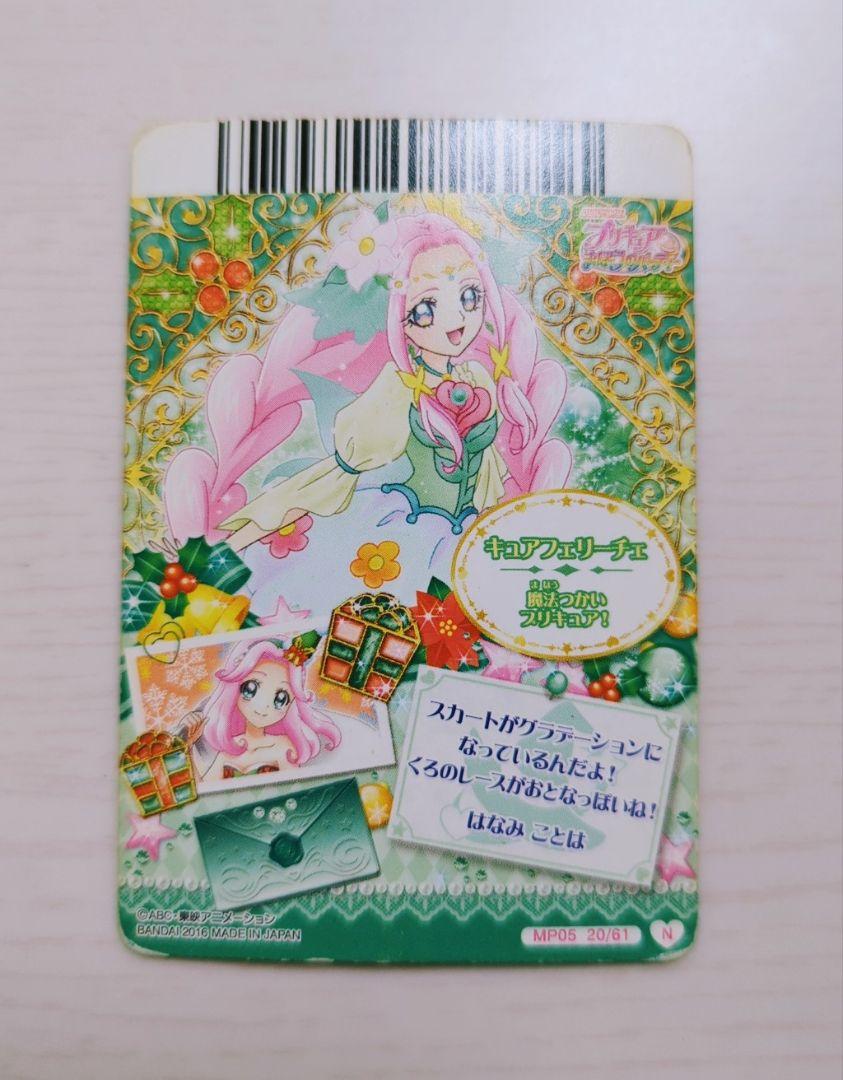 プリキュア
キュアフェリーチェ
まほう
魔法つかい
プリキュア!
スカートがグラデーションに
なっているんだよ!
くろのレースがおとなっぽいね!
はなみ ことは
©ABC・東映アニメーション
BANDAI 2016 MADE IN JAPAN
MP05 20/61 N